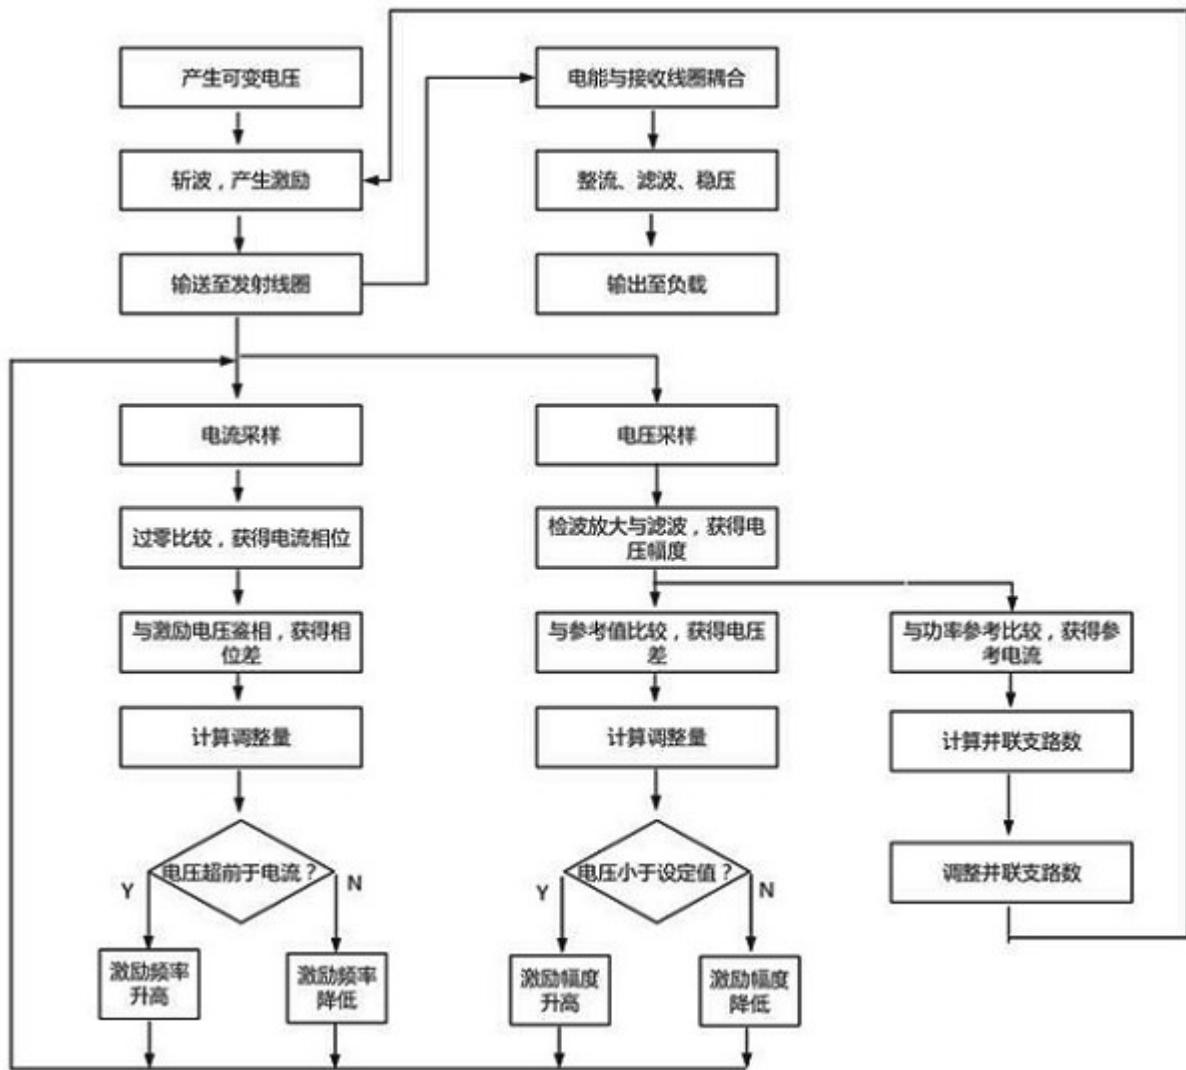 产生可变电压
电能与接收线圈耦合
斩波，产生激励
整流、滤波、稳压
输送至发射线圈
输出至负载
电流采样
电压采样
过零比较，获得电流相位
检波放大与滤波，获得电
压幅度
与激励电压鉴相，获得相
位差
与参考值比较，获得电压
差
与功率参考比较，获得参
考电流
计算调整量
计算调整量
计算并联支路数
电压超前于电流？
电压小于设定值？
调整并联支路数
Y
N
Y
N
激励频率
升高
激励频率
降低
激励幅度
升高
激励幅度
降低